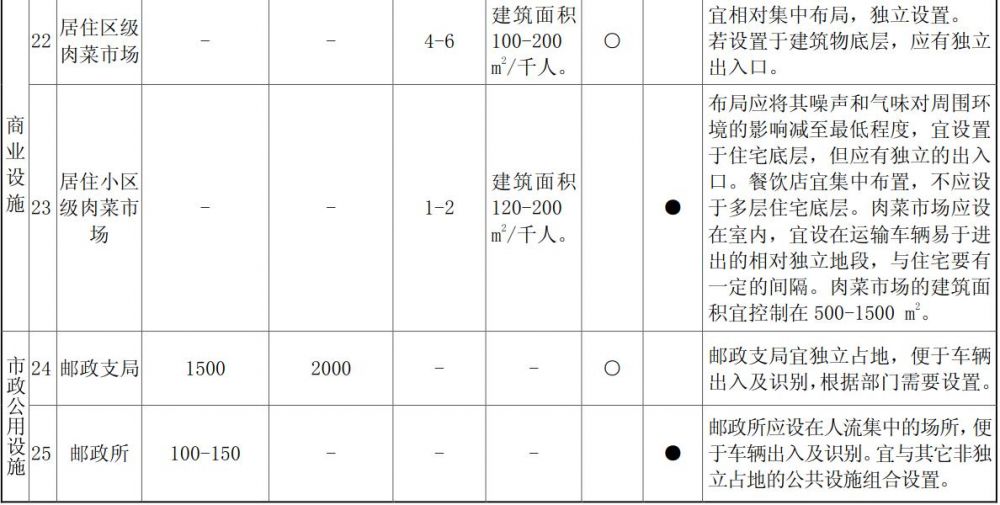 商业设施
22
居住区级
肉菜市场
-
-
4-6
建筑面积
100-200
m²/千人。
○
宜相对集中布局，独立设置。
若设置于建筑物底层，应有独立
出入口。
23
居住小区
级肉菜市
场
-
-
1-2
建筑面积
120-200
m²/千人。
●
布局应将其噪声和气味对周围环
境的影响减至最低程度，宜设置
于住宅底层，但应有独立的出入
口。餐饮店宜集中布置，不应设
于多层住宅底层。肉菜市场应设
在室内，宜设在运输车辆易于进
出的相对独立地段，与住宅要有
一定的间隔。肉菜市场的建筑面
积宜控制在 500-1500 m²。
市政公用设施
24
邮政支局
1500
2000
-
-
○
邮政支局宜独立占地，便于车辆
出入及识别，根据部门需要设置。
25
邮政所
100-150
-
-
-
●
邮政所应设在人流集中的场所，便
于车辆出入及识别。宜与其它非独
立占地的公共设施组合设置。